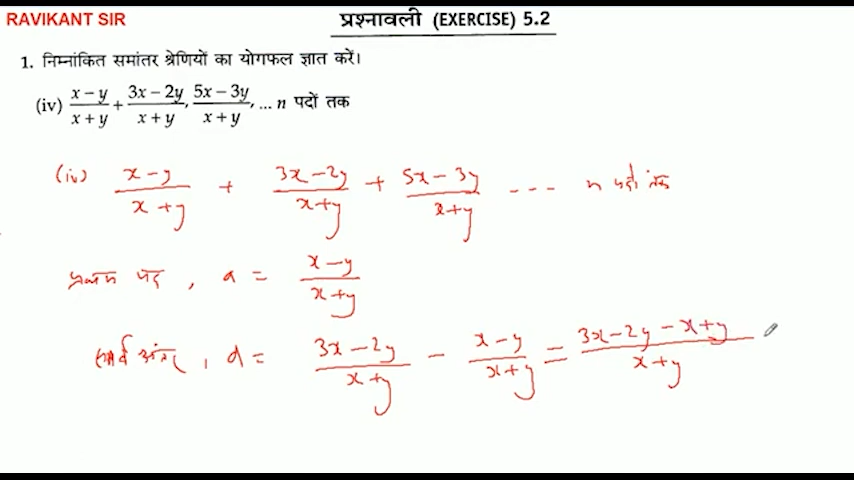 RAVIKANT SIR
प्रश्नावली (EXERCISE) 5.2
1. निम्नांकित समांतर श्रेणियों का योगफल ज्ञात करें।
(iv) (x − y)/(x + y) + (3x − 2y)/(x + y), (5x − 3y)/(x + y), ... n पदों तक
(iv) (x − y)/(x + y) + (3x − 2y)/(x + y) + (5x − 3y)/(x + y) --- n पदों तक
प्रथम पद, a = (x − y)/(x + y)
सार्व अंतर, d = (3x − 2y)/(x + y) − (x − y)/(x + y) = (3x − 2y − x + y)/(x + y)